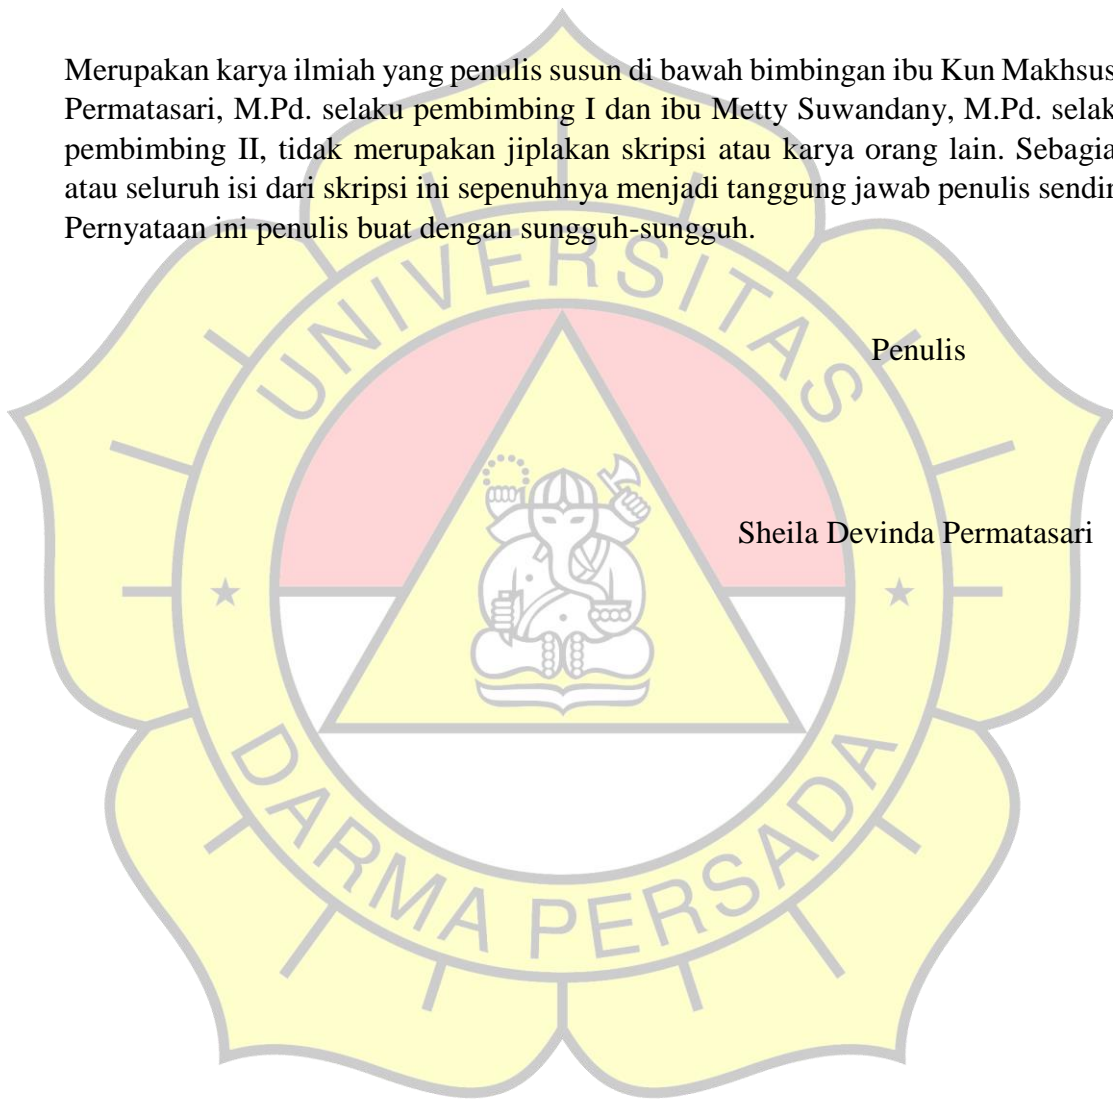 Merupakan karya ilmiah yang penulis susun di bawah bimbingan ibu Kun Makhsus
Permatasari, M.Pd. selaku pembimbing I dan ibu Metty Suwandany, M.Pd. selak
pembimbing II, tidak merupakan jiplakan skripsi atau karya orang lain. Sebagia
atau seluruh isi dari skripsi ini sepenuhnya menjadi tanggung jawab penulis sendir
Pernyataan ini penulis buat dengan sungguh-sungguh.
UNIVERSITAS
Penulis
Sheila Devinda Permatasari
DARMA PERSADA